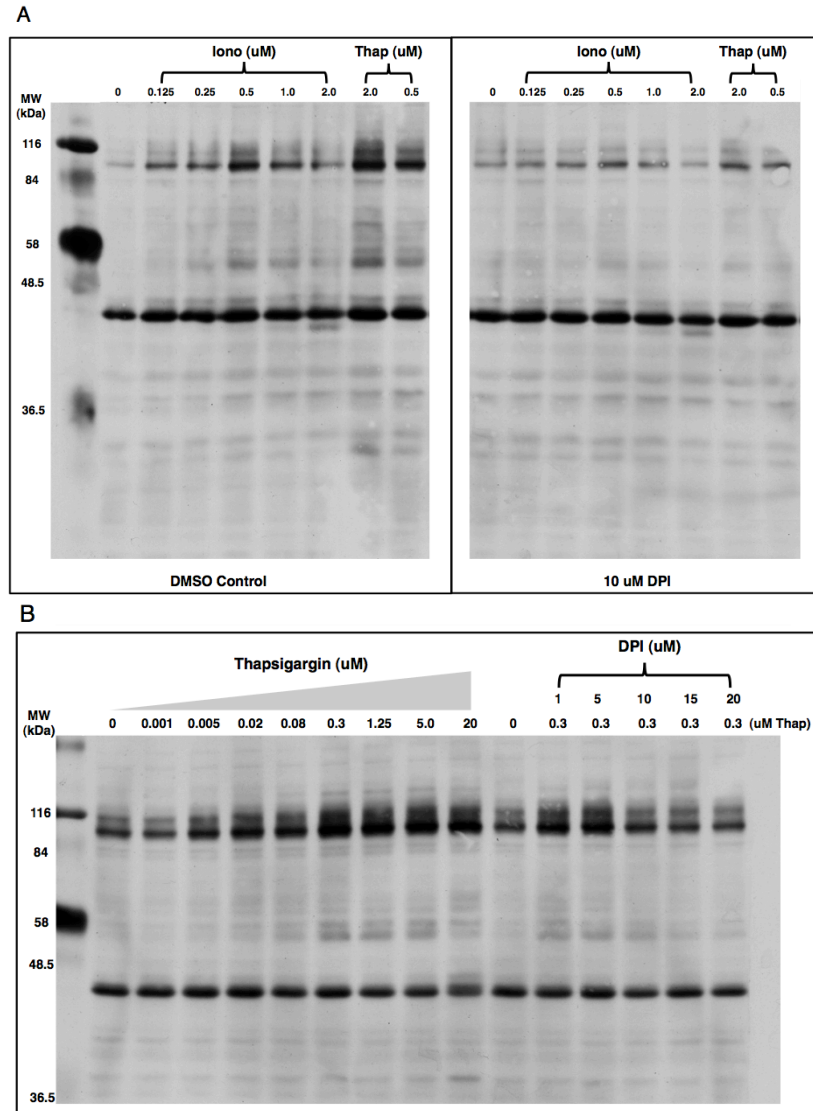 A
Iono (uM) Thap (uM) Iono (uM) Thap (uM)
MW
(kDa)
0 0.125 0.25 0.5 1.0 2.0 2.0 0.5 0 0.125 0.25 0.5 1.0 2.0 2.0 0.5
116
84
58
48.5
36.5
DMSO Control 10 uM DPI
B
Thapsigargin (uM) DPI (uM)
1 5 10 15 20
MW
(kDa)
0 0.001 0.005 0.02 0.08 0.3 1.25 5.0 20 0 0.3 0.3 0.3 0.3 0.3 (uM Thap)
116
84
58
48.5
36.5